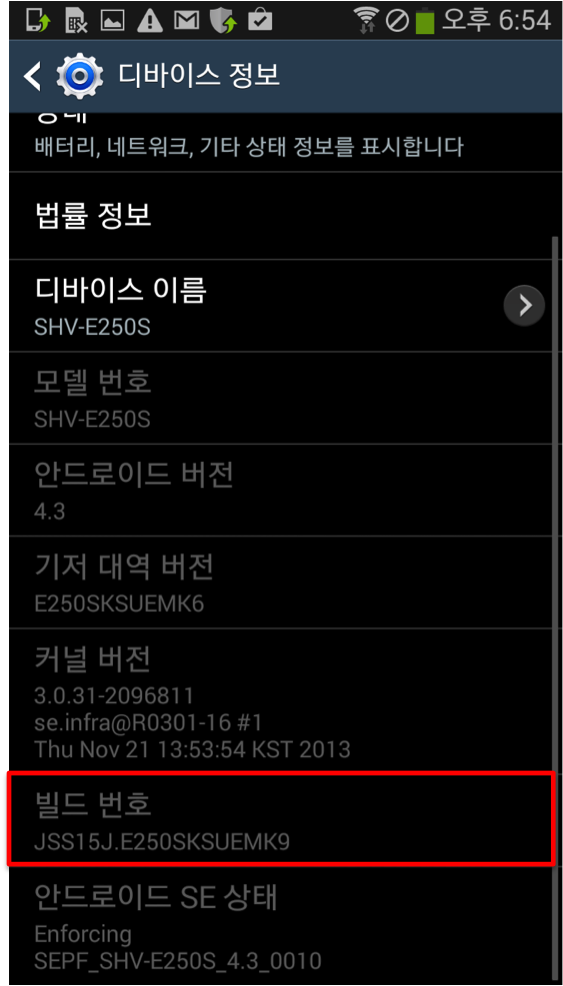 오후 6:54
디바이스 정보
상태
배터리, 네트워크, 기타 상태 정보를 표시합니다
법률 정보
디바이스 이름
SHV-E250S
모델 번호
SHV-E250S
안드로이드 버전
4.3
기저 대역 버전
E250SKSUEMK6
커널 버전
3.0.31-2096811
se.infra@R0301-16 #1
Thu Nov 21 13:53:54 KST 2013
빌드 번호
JSS15J.E250SKSUEMK9
안드로이드 SE 상태
Enforcing
SEPF_SHV-E250S_4.3_0010